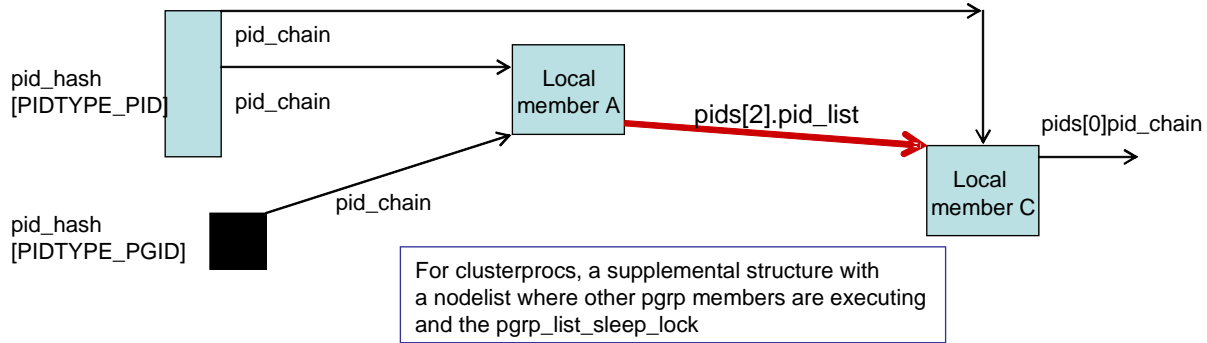 pid_chain
pid_hash
[PIDTYPE_PID]
pid_chain
Local
member A
pids[2].pid_list
pids[0]pid_chain
Local
member C
pid_chain
pid_hash
[PIDTYPE_PGID]
For clusterprocs, a supplemental structure with
a nodelist where other pgrp members are executing
and the pgrp_list_sleep_lock